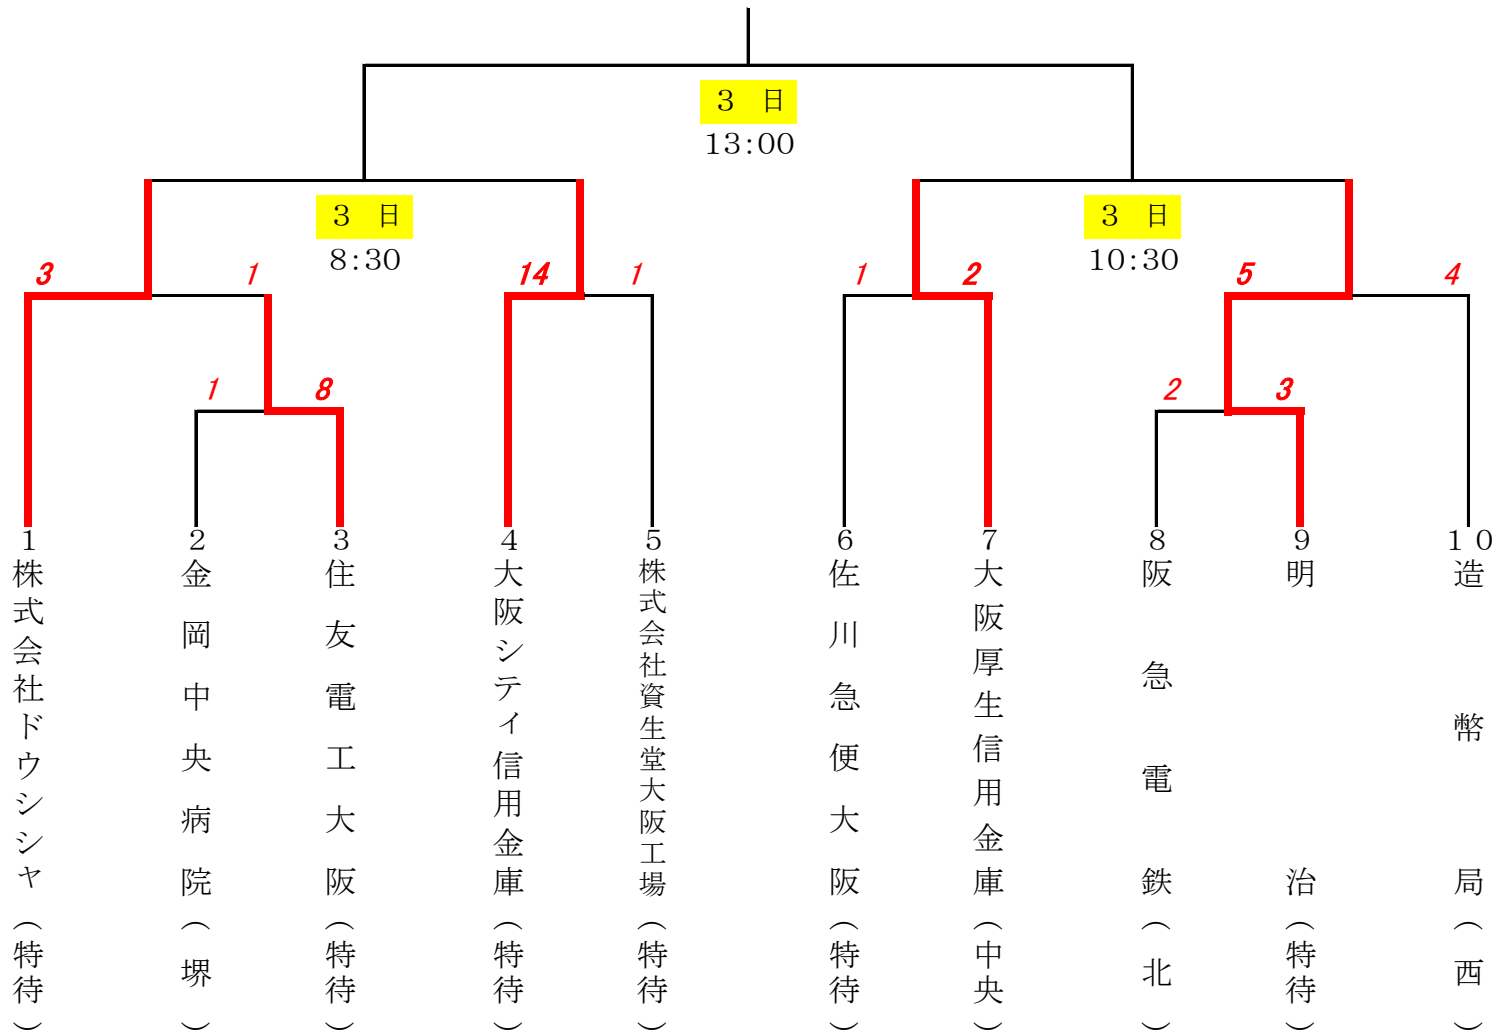 ３　日
13:00
３　日
8:30
３　日
10:30
3
1
14
1
1
2
5
4
1
8
2
3
1
株式会社ドウシシャ（特待）
2
金岡中央病院（堺）
3
住友電工大阪（特待）
4
大阪シティ信用金庫（特待）
5
株式会社資生堂大阪工場（特待）
6
佐川急便大阪（特待）
7
大阪厚生信用金庫（中央）
8
阪急電鉄（北）
9
明治（特待）
10
造幣局（西）